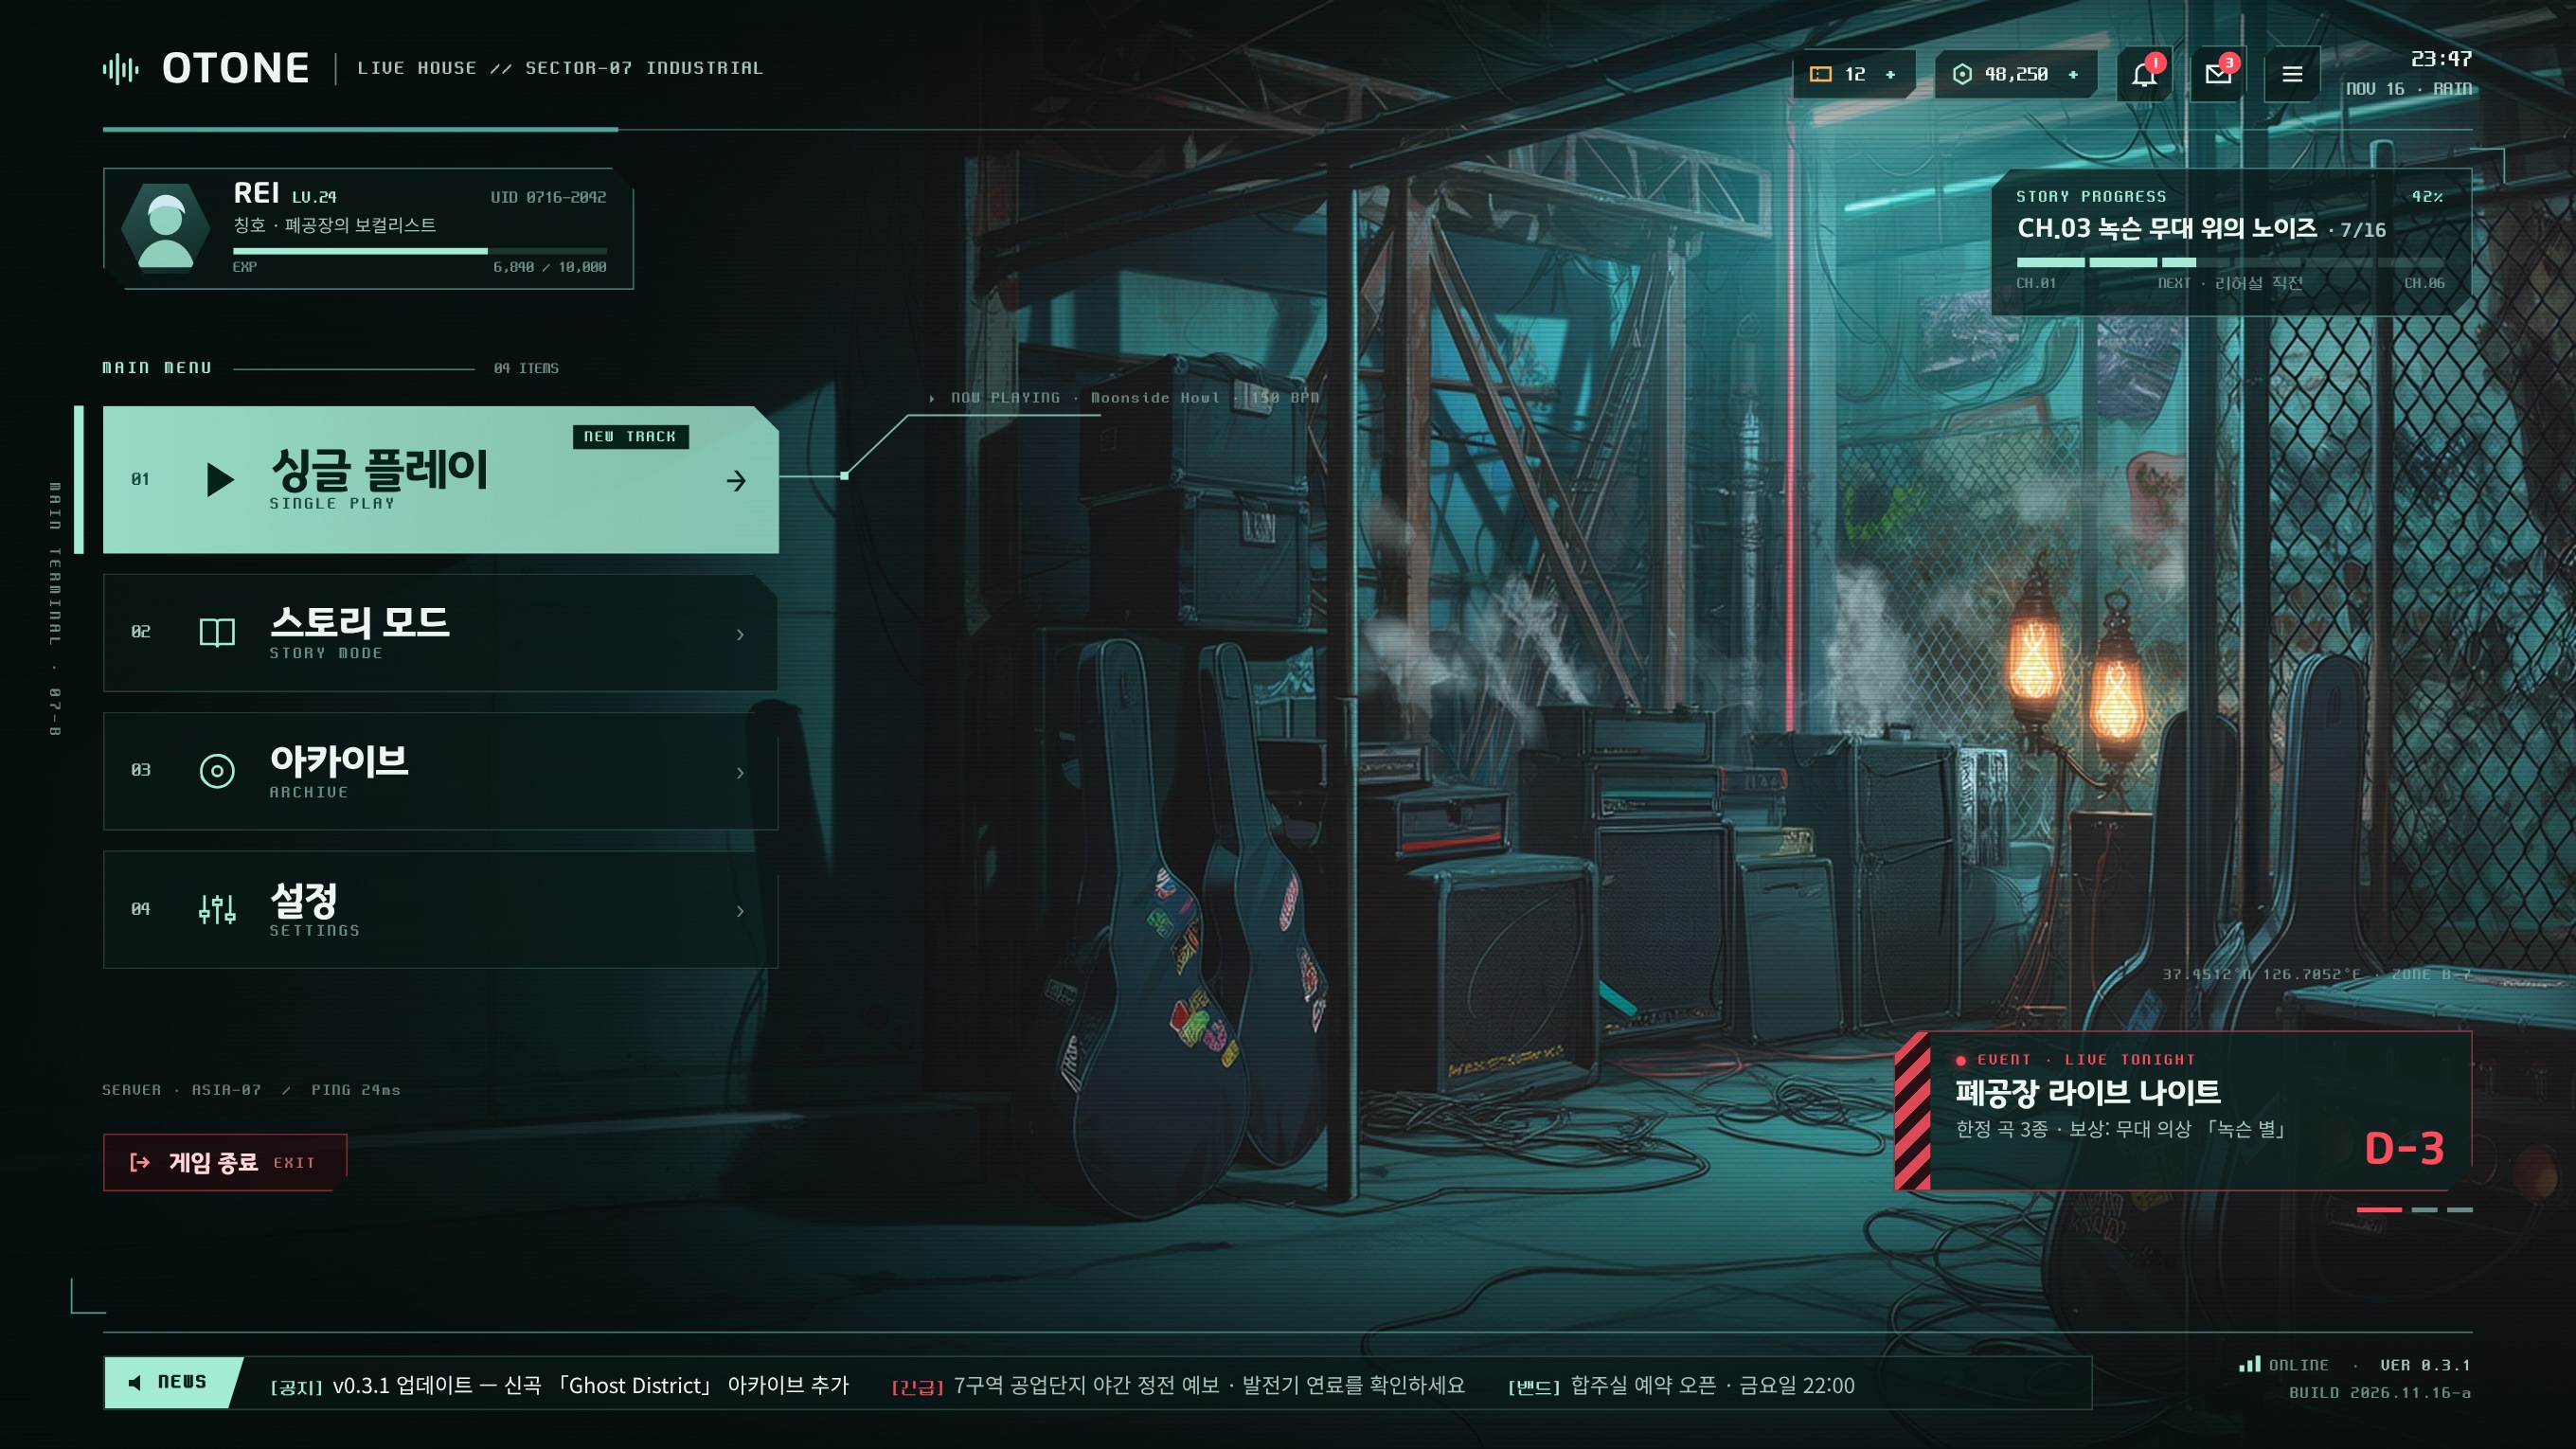 OTONE
LIVE HOUSE // SECTOR-07 INDUSTRIAL
12 +
48,250 +
!
3
23:47
NOV 16 · RAIN
REI LV.24
UID 0716-2042
칭호 · 폐공장의 보컬리스트
EXP
6,840 / 10,000
STORY PROGRESS
42%
CH.03 녹슨 무대 위의 노이즈 · 7/16
CH.01
NEXT · 리허설 직전
CH.06
MAIN MENU
04 ITEMS
MAIN TERMINAL · 07-B
NOW PLAYING · Moonside Howl · 150 BPM
01
싱글 플레이
SINGLE PLAY
NEW TRACK
02
스토리 모드
STORY MODE
03
아카이브
ARCHIVE
04
설정
SETTINGS
37.4512°N 126.7052°E · ZONE B-7
SERVER · ASIA-07 / PING 24ms
게임 종료 EXIT
EVENT · LIVE TONIGHT
폐공장 라이브 나이트
한정 곡 3종 · 보상: 무대 의상 「녹슨 별」
D-3
NEWS
[공지] v0.3.1 업데이트 — 신곡 「Ghost District」 아카이브 추가
[긴급] 7구역 공업단지 야간 정전 예보 · 발전기 연료를 확인하세요
[밴드] 합주실 예약 오픈 · 금요일 22:00
ONLINE · VER 0.3.1
BUILD 2026.11.16-a